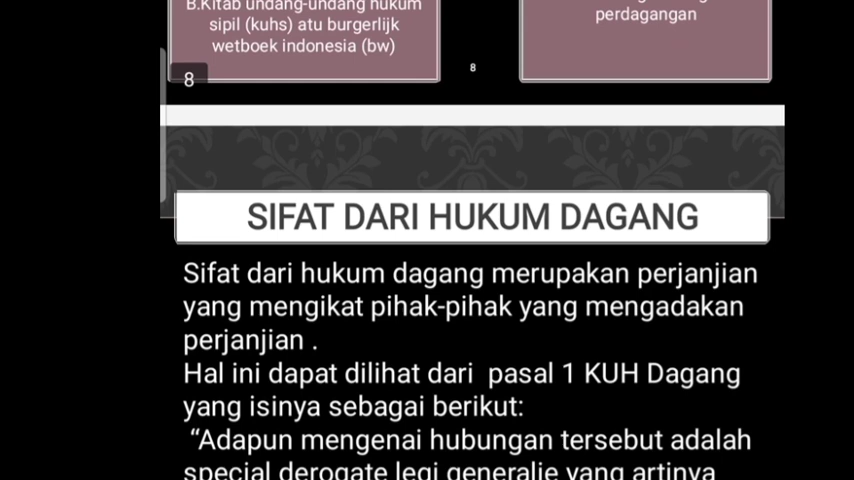 B.Kitab undang-undang hukum
sipil (kuhs) atu burgerlijk
wetboek indonesia (bw)
perdagangan
8
8
SIFAT DARI HUKUM DAGANG
Sifat dari hukum dagang merupakan perjanjian
yang mengikat pihak-pihak yang mengadakan
perjanjian .
Hal ini dapat dilihat dari pasal 1 KUH Dagang
yang isinya sebagai berikut:
“Adapun mengenai hubungan tersebut adalah
special derogate legi generalie yang artinya